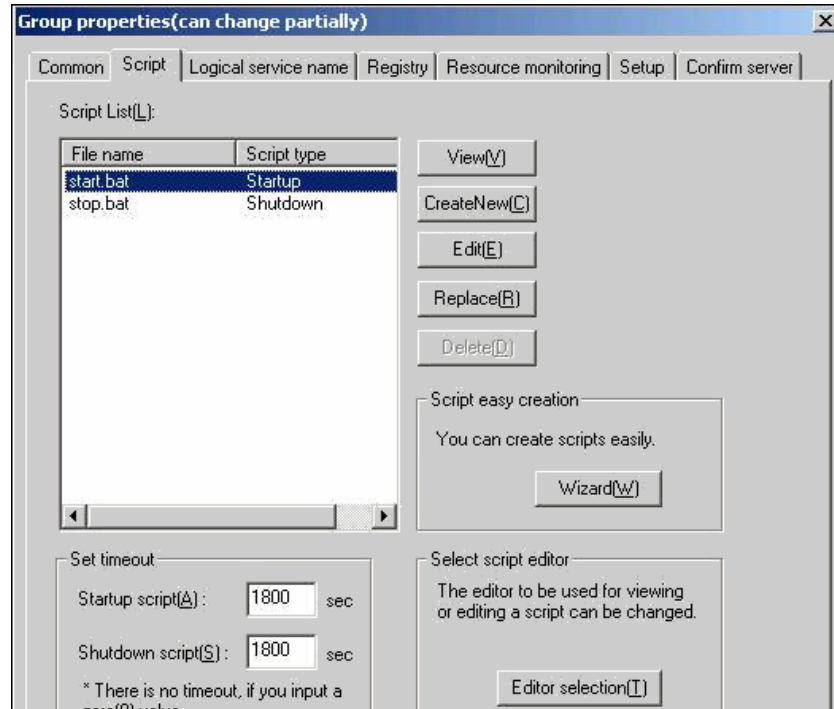 Group properties(can change partially)
Common Script Logical service name Registry Resource monitoring Setup Confirm server
Script List(L):
File name Script type
start.bat Startup
stop.bat Shutdown
View(V)
CreateNew(C)
Edit(E)
Replace(R)
Delete(D)
Script easy creation
You can create scripts easily.
Wizard(W)
Set timeout
Startup script(A) : 1800 sec
Shutdown script(S) : 1800 sec
* There is no timeout, if you input a
Select script editor
The editor to be used for viewing
or editing a script can be changed.
Editor selection(T)